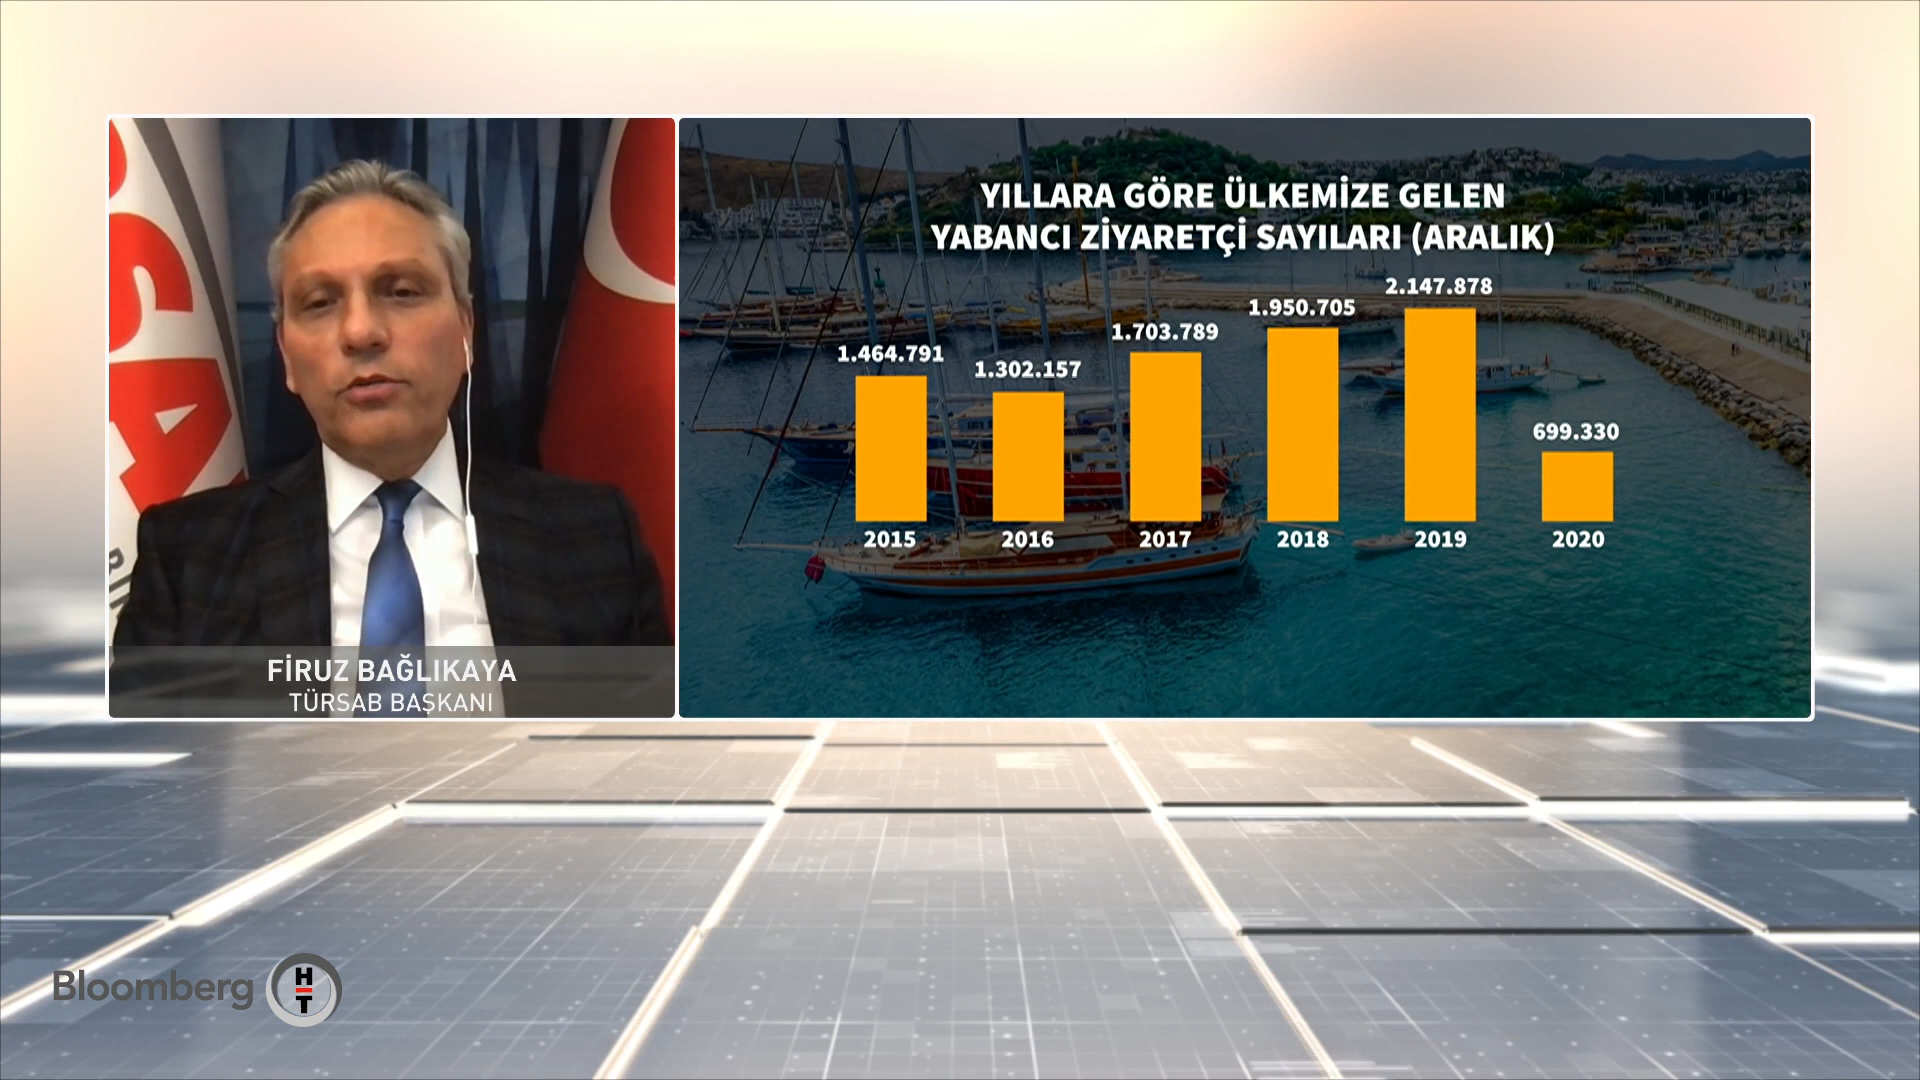 FİRUZ BAĞLIKAYA
TÜRSAB BAŞKANI
YILLARA GÖRE ÜLKEMİZE GELEN
YABANCI ZİYARETÇİ SAYILARI (ARALIK)
1.464.791
1.302.157
1.703.789
1.950.705
2.147.878
699.330
2015 2016 2017 2018 2019 2020
Bloomberg HT